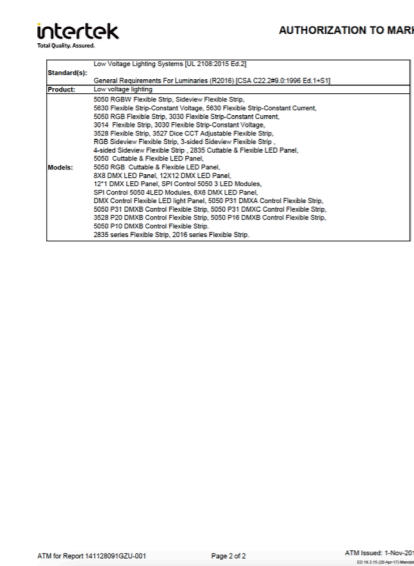 intertek
Total Quality. Assured.
AUTHORIZATION TO MARK
Standard(s):
Low Voltage Lighting Systems [UL 2108:2015 Ed.2]
General Requirements For Luminaries (R2016) [CSA C22.2#9.0:1996 Ed.1+S1]
Product: Low voltage lighting
Models:
5050 RGBW Flexible Strip, Sideview Flexible Strip,
5630 Flexible Strip-Constant Voltage, 5630 Flexible Strip-Constant Current,
5050 RGB Flexible Strip, 3030 Flexible Strip-Constant Current,
3014 Flexible Strip, 3030 Flexible Strip-Constant Voltage,
3528 Flexible Strip, 3527 Dice CCT Adjustable Flexible Strip,
RGB Sideview Flexible Strip, 3-sided Sideview Flexible Strip ,
4-sided Sideview Flexible Strip , 2835 Cuttable & Flexible LED Panel,
5050 Cuttable & Flexible LED Panel,
5050 RGB Cuttable & Flexible LED Panel,
8X8 DMX LED Panel, 12X12 DMX LED Panel,
12*1 DMX LED Panel, SPI Control 5050 3 LED Modules,
SPI Control 5050 4LED Modules, 6X6 DMX LED Panel,
DMX Control Flexible LED light Panel, 5050 P31 DMXA Control Flexible Strip,
5050 P31 DMXB Control Flexible Strip, 5050 P31 DMXC Control Flexible Strip,
3528 P20 DMXB Control Flexible Strip, 5050 P16 DMXB Control Flexible Strip,
5050 P10 DMXB Control Flexible Strip.
2835 series Flexible Strip, 2016 series Flexible Strip.
ATM for Report 141128091GZU-001
Page 2 of 2
ATM Issued: 1-Nov-201
ED 16.3.15 (20-Apr-17) Mandat